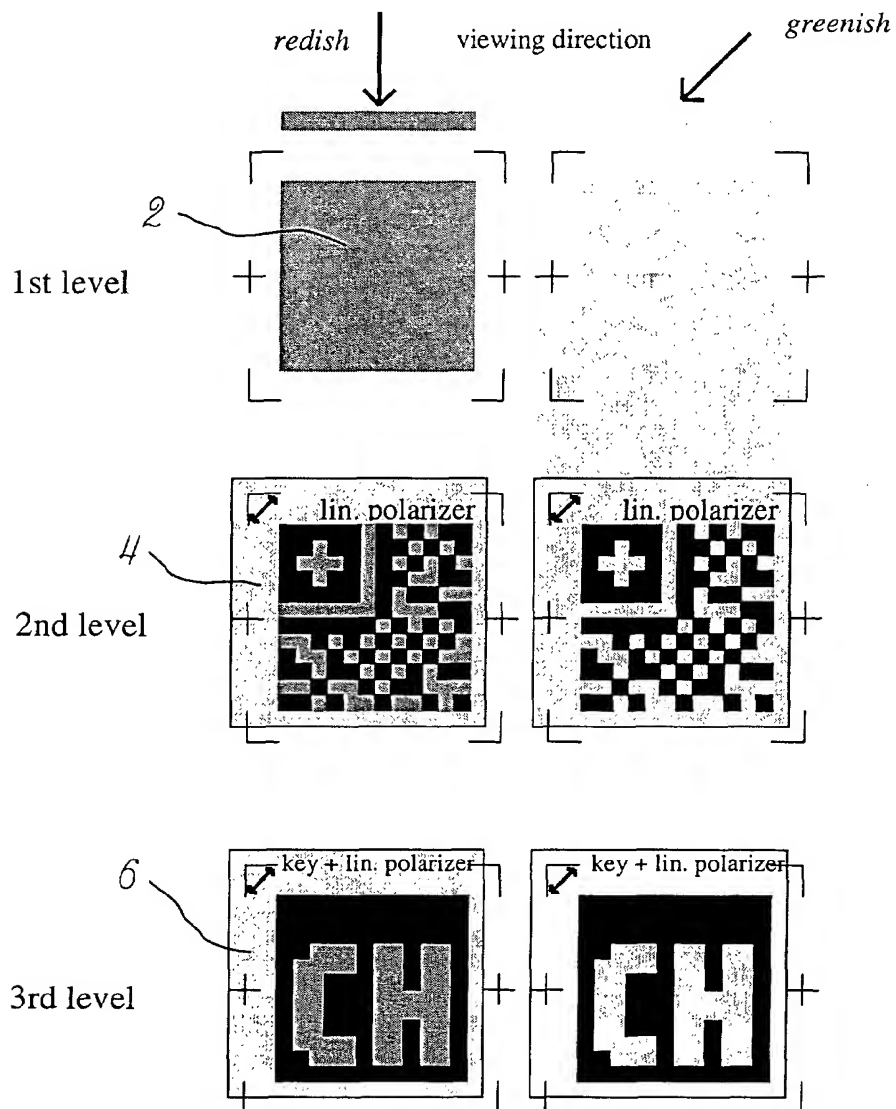 redish viewing direction greenish
2
1st level
lin. polarizer lin. polarizer
4
2nd level
key + lin. polarizer key + lin. polarizer
6
CH CH
3rd level